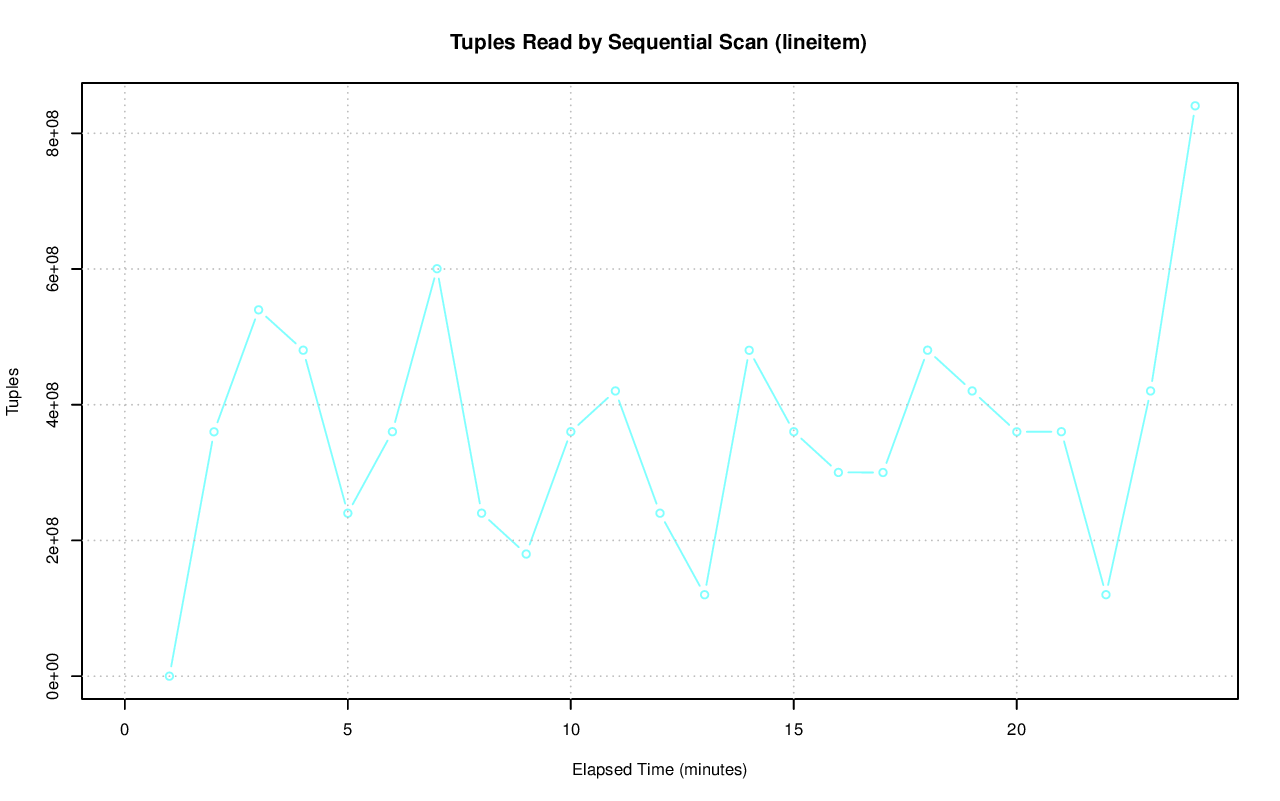 Tuples Read by Sequential Scan (lineitem)
Tuples
8e+08
6e+08
4e+08
2e+08
0e+00
0 5 10 15 20
Elapsed Time (minutes)